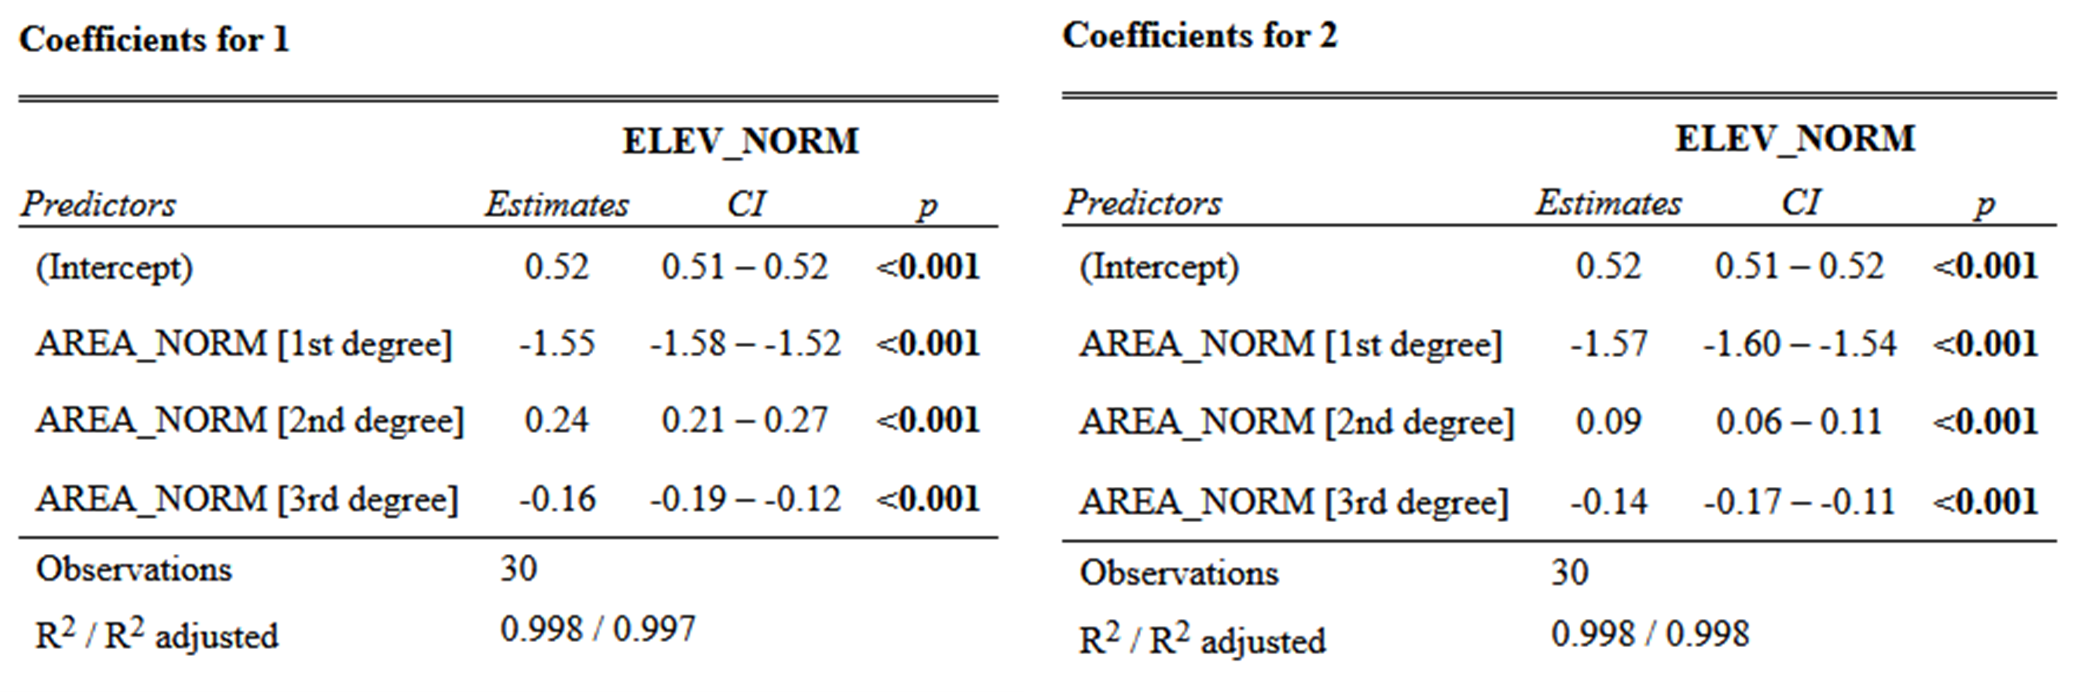 Coefficients for 1
ELEV_NORM
Predictors Estimates CI p
(Intercept) 0.52 0.51 – 0.52 <0.001
AREA_NORM [1st degree] -1.55 -1.58 – -1.52 <0.001
AREA_NORM [2nd degree] 0.24 0.21 – 0.27 <0.001
AREA_NORM [3rd degree] -0.16 -0.19 – -0.12 <0.001
Observations 30
R² / R² adjusted 0.998 / 0.997
Coefficients for 2
ELEV_NORM
Predictors Estimates CI p
(Intercept) 0.52 0.51 – 0.52 <0.001
AREA_NORM [1st degree] -1.57 -1.60 – -1.54 <0.001
AREA_NORM [2nd degree] 0.09 0.06 – 0.11 <0.001
AREA_NORM [3rd degree] -0.14 -0.17 – -0.11 <0.001
Observations 30
R² / R² adjusted 0.998 / 0.998